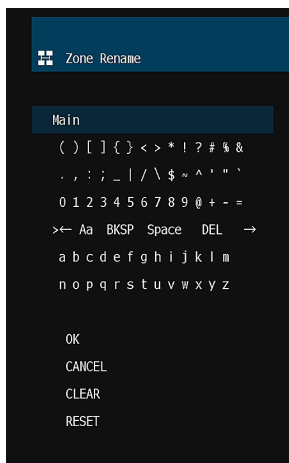 Zone Rename
Main
( ) [ ] { } < > * ! ? # % &
. , : ; _ | / \ $ ~ ^ ' " `
0 1 2 3 4 5 6 7 8 9 @ + - =
>← Aa BKSP Space DEL →
a b c d e f g h i j k l m
n o p q r s t u v w x y z
OK
CANCEL
CLEAR
RESET